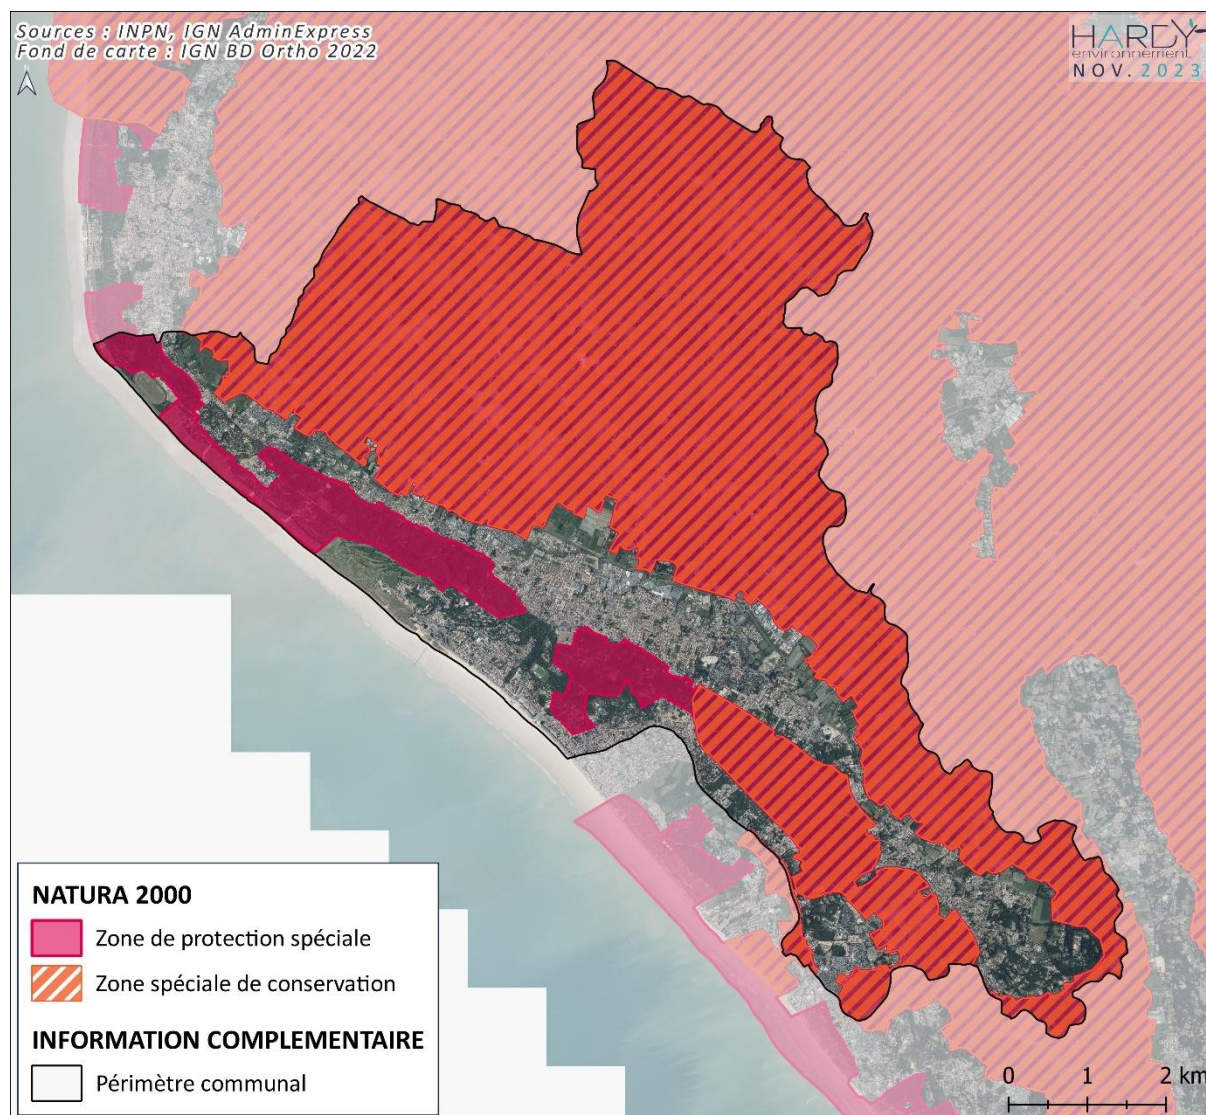 Sources : INPN, IGN AdminExpress
Fond de carte : IGN BD Ortho 2022
HARDY
environnement
NOV. 2023
NATURA 2000
Zone de protection spéciale
Zone spéciale de conservation
INFORMATION COMPLEMENTAIRE
Périmètre communal
0 1 2 km